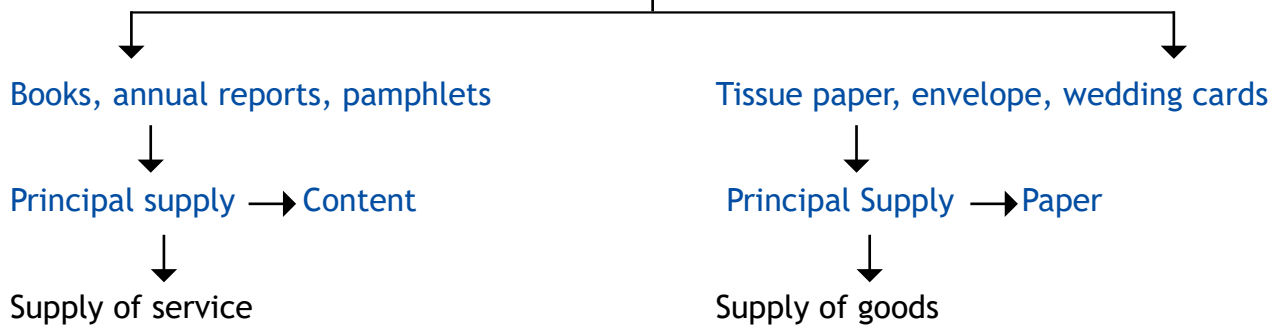 Books, annual reports, pamphlets
Tissue paper, envelope, wedding cards
Principal supply
Content
Principal Supply
Paper
Supply of service
Supply of goods